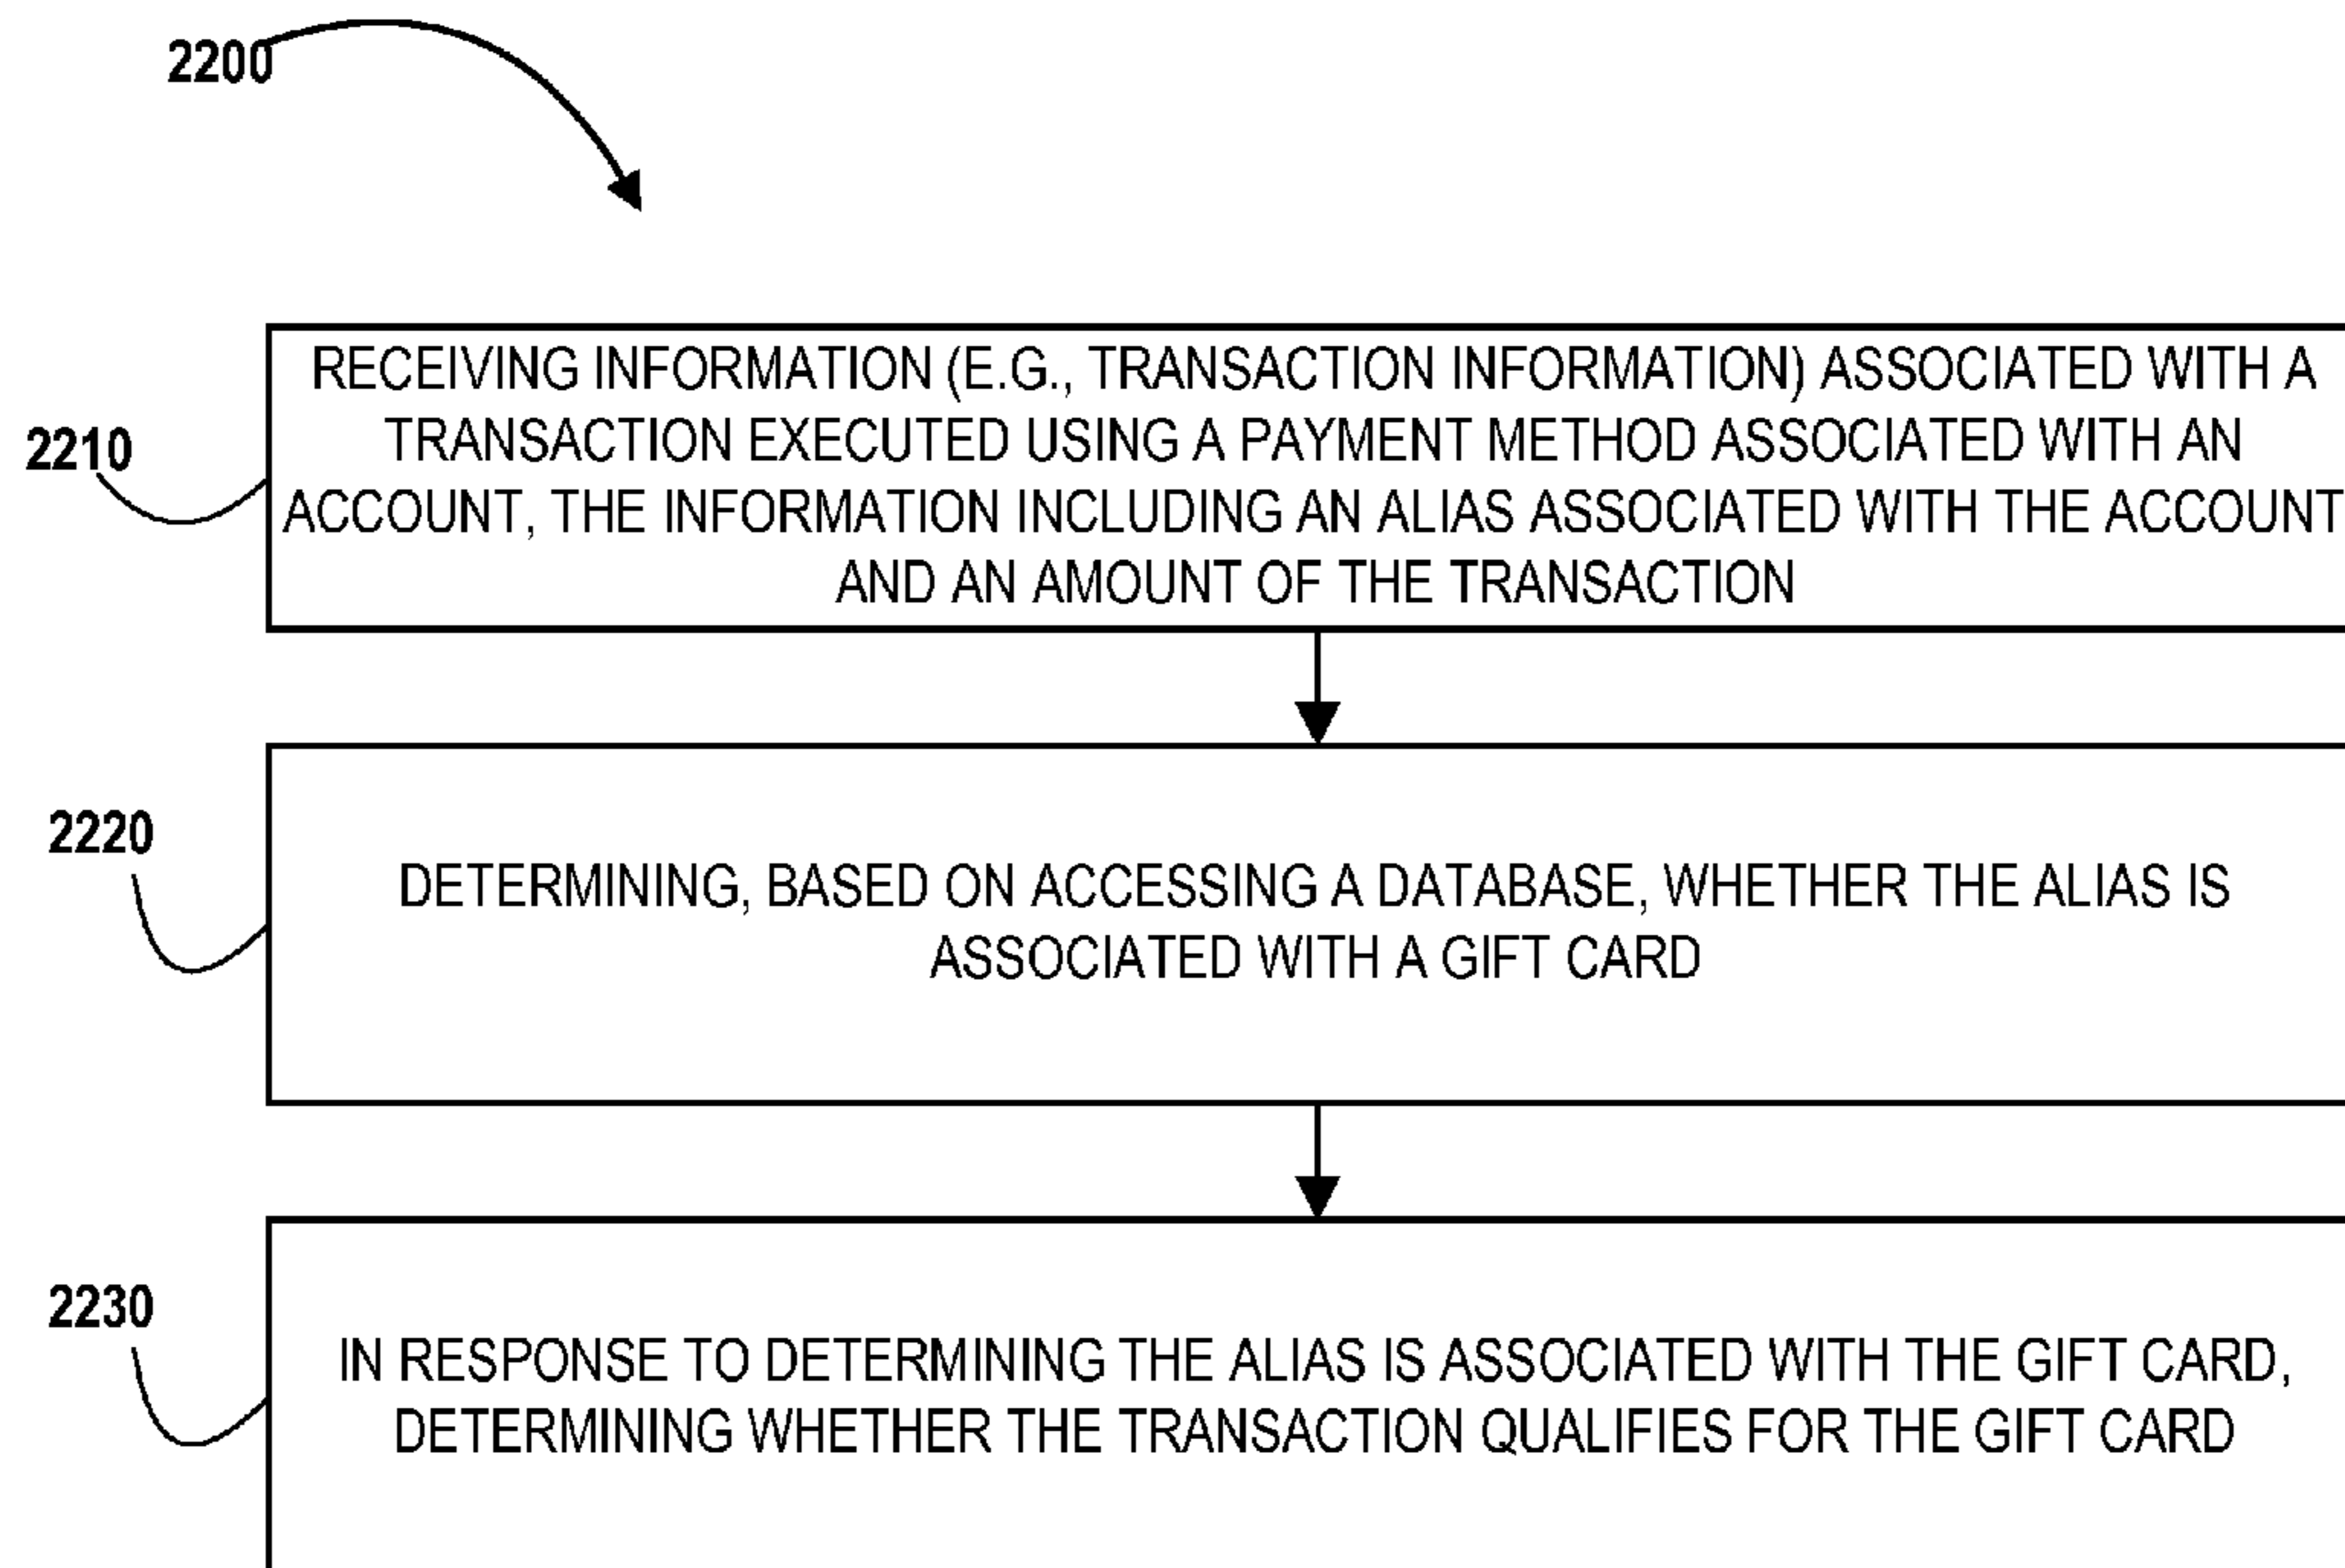 2200
RECEIVING INFORMATION (E.G., TRANSACTION INFORMATION) ASSOCIATED WITH A
TRANSACTION EXECUTED USING A PAYMENT METHOD ASSOCIATED WITH AN
2210
ACCOUNT, THE INFORMATION INCLUDING AN ALIAS ASSOCIATED WITH THE ACCOUNT
AND AN AMOUNT OF THE TRANSACTION
2220
DETERMINING, BASED ON ACCESSING A DATABASE, WHETHER THE ALIAS IS
ASSOCIATED WITH A GIFT CARD
2230
IN RESPONSE TO DETERMINING THE ALIAS IS ASSOCIATED WITH THE GIFT CARD,
DETERMINING WHETHER THE TRANSACTION QUALIFIES FOR THE GIFT CARD